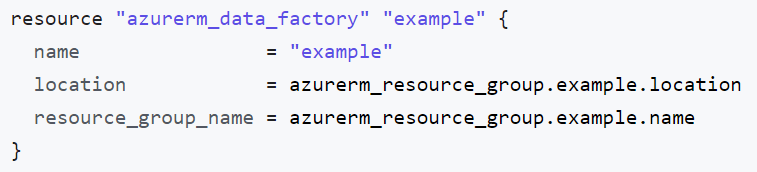 resource "azurerm_data_factory" "example" {
  name                = "example"
  location            = azurerm_resource_group.example.location
  resource_group_name = azurerm_resource_group.example.name
}